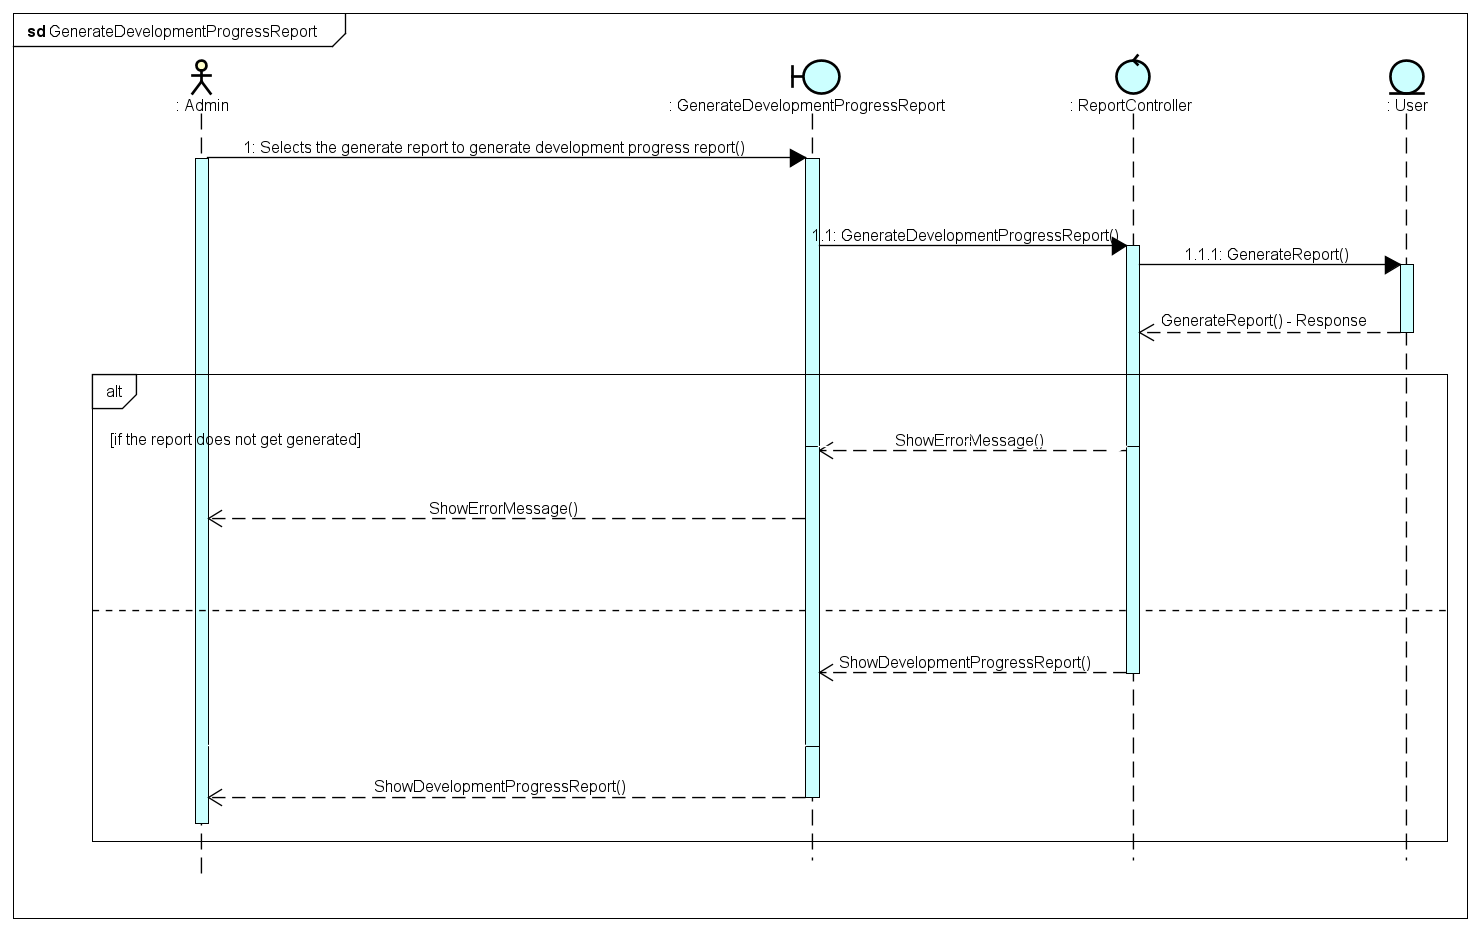 sd GenerateDevelopmentProgressReport
: Admin
: GenerateDevelopmentProgressReport
: ReportController
: User
1: Selects the generate report to generate development progress report()
1.1: GenerateDevelopmentProgressReport()
1.1.1: GenerateReport()
GenerateReport() - Response
alt
[if the report does not get generated]
ShowErrorMessage()
ShowErrorMessage()
ShowDevelopmentProgressReport()
ShowDevelopmentProgressReport()